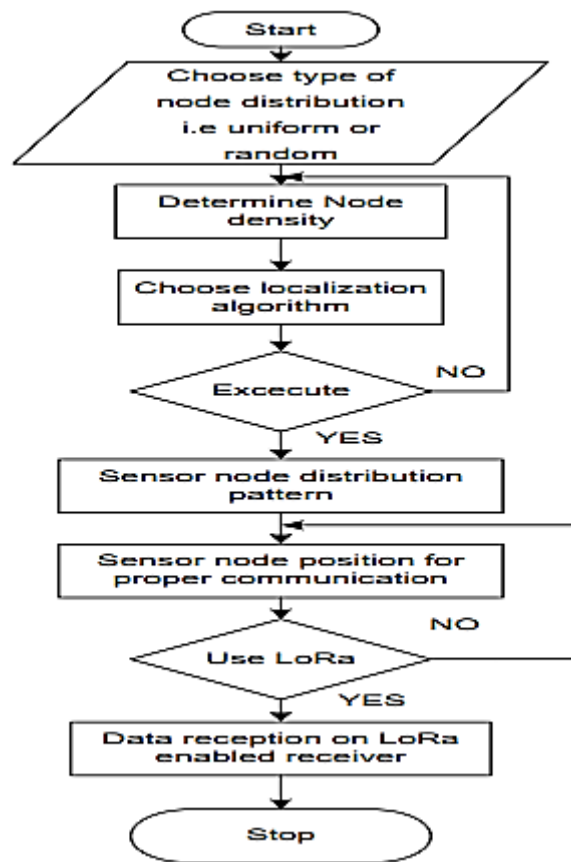 Start
Choose type of
node distribution
i.e uniform or
random
Determine Node
density
Choose localization
algorithm
Excecute
NO
YES
Sensor node distribution
pattern
Sensor node position for
proper communication
NO
Use LoRa
YES
Data reception on LoRa
enabled receiver
Stop